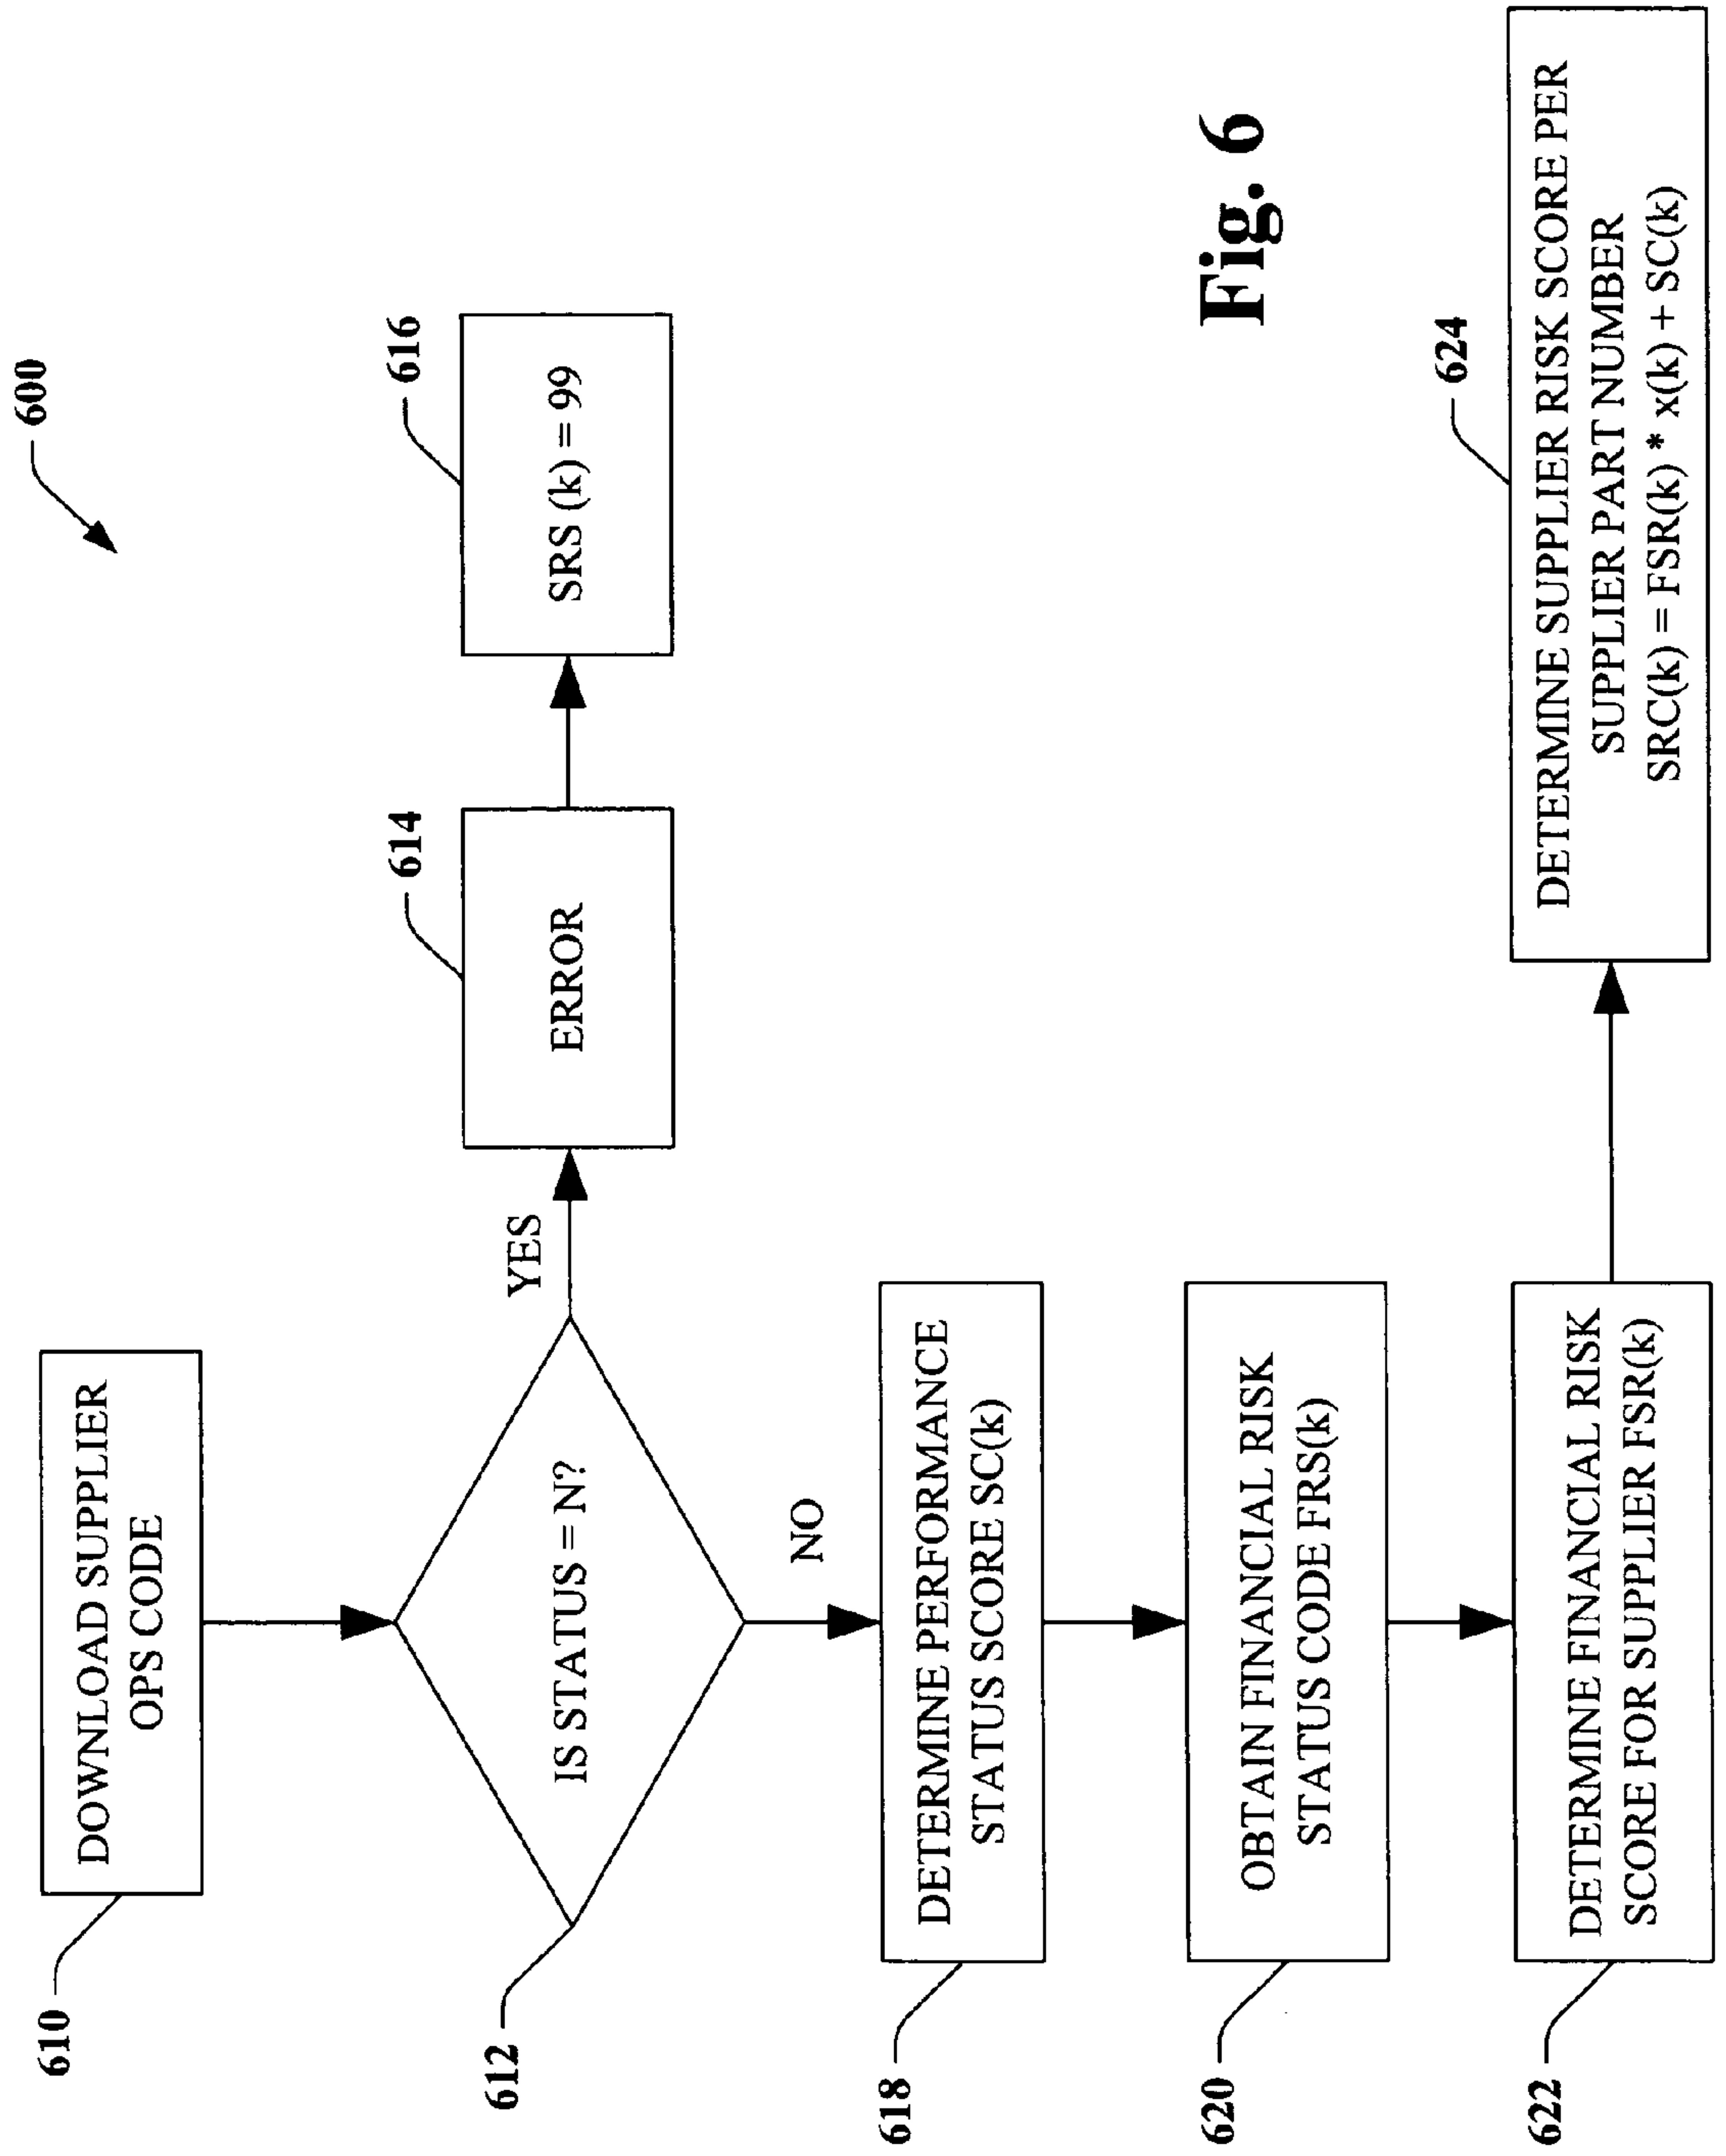 600
610
DOWNLOAD SUPPLIER
OPS CODE
612
IS STATUS = N?
YES
614
ERROR
616
SRS (k) = 99
NO
618
DETERMINE PERFORMANCE
STATUS SCORE SC(k)
620
OBTAIN FINANCIAL RISK
STATUS CODE FRS(k)
622
DETERMINE FINANCIAL RISK
SCORE FOR SUPPLIER FSR(k)
624
DETERMINE SUPPLIER RISK SCORE PER
SUPPLIER PART NUMBER
SRC(k) = FSR(k) * x(k) + SC(k)
Fig. 6